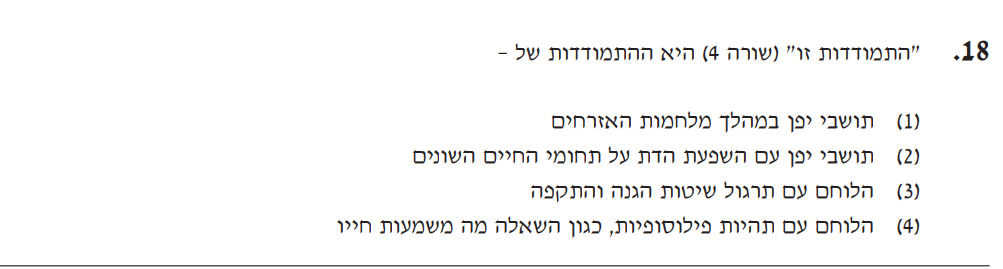 18. "התמודדות זו" (שורה 4) היא ההתמודדות של –
(1) תושבי יפן במהלך מלחמות האזרחים
(2) תושבי יפן עם השפעת הדת על תחומי החיים השונים
(3) הלוחם עם תרגול שיטות הגנה והתקפה
(4) הלוחם עם תהיות פילוסופיות, כגון השאלה מה משמעות חייו